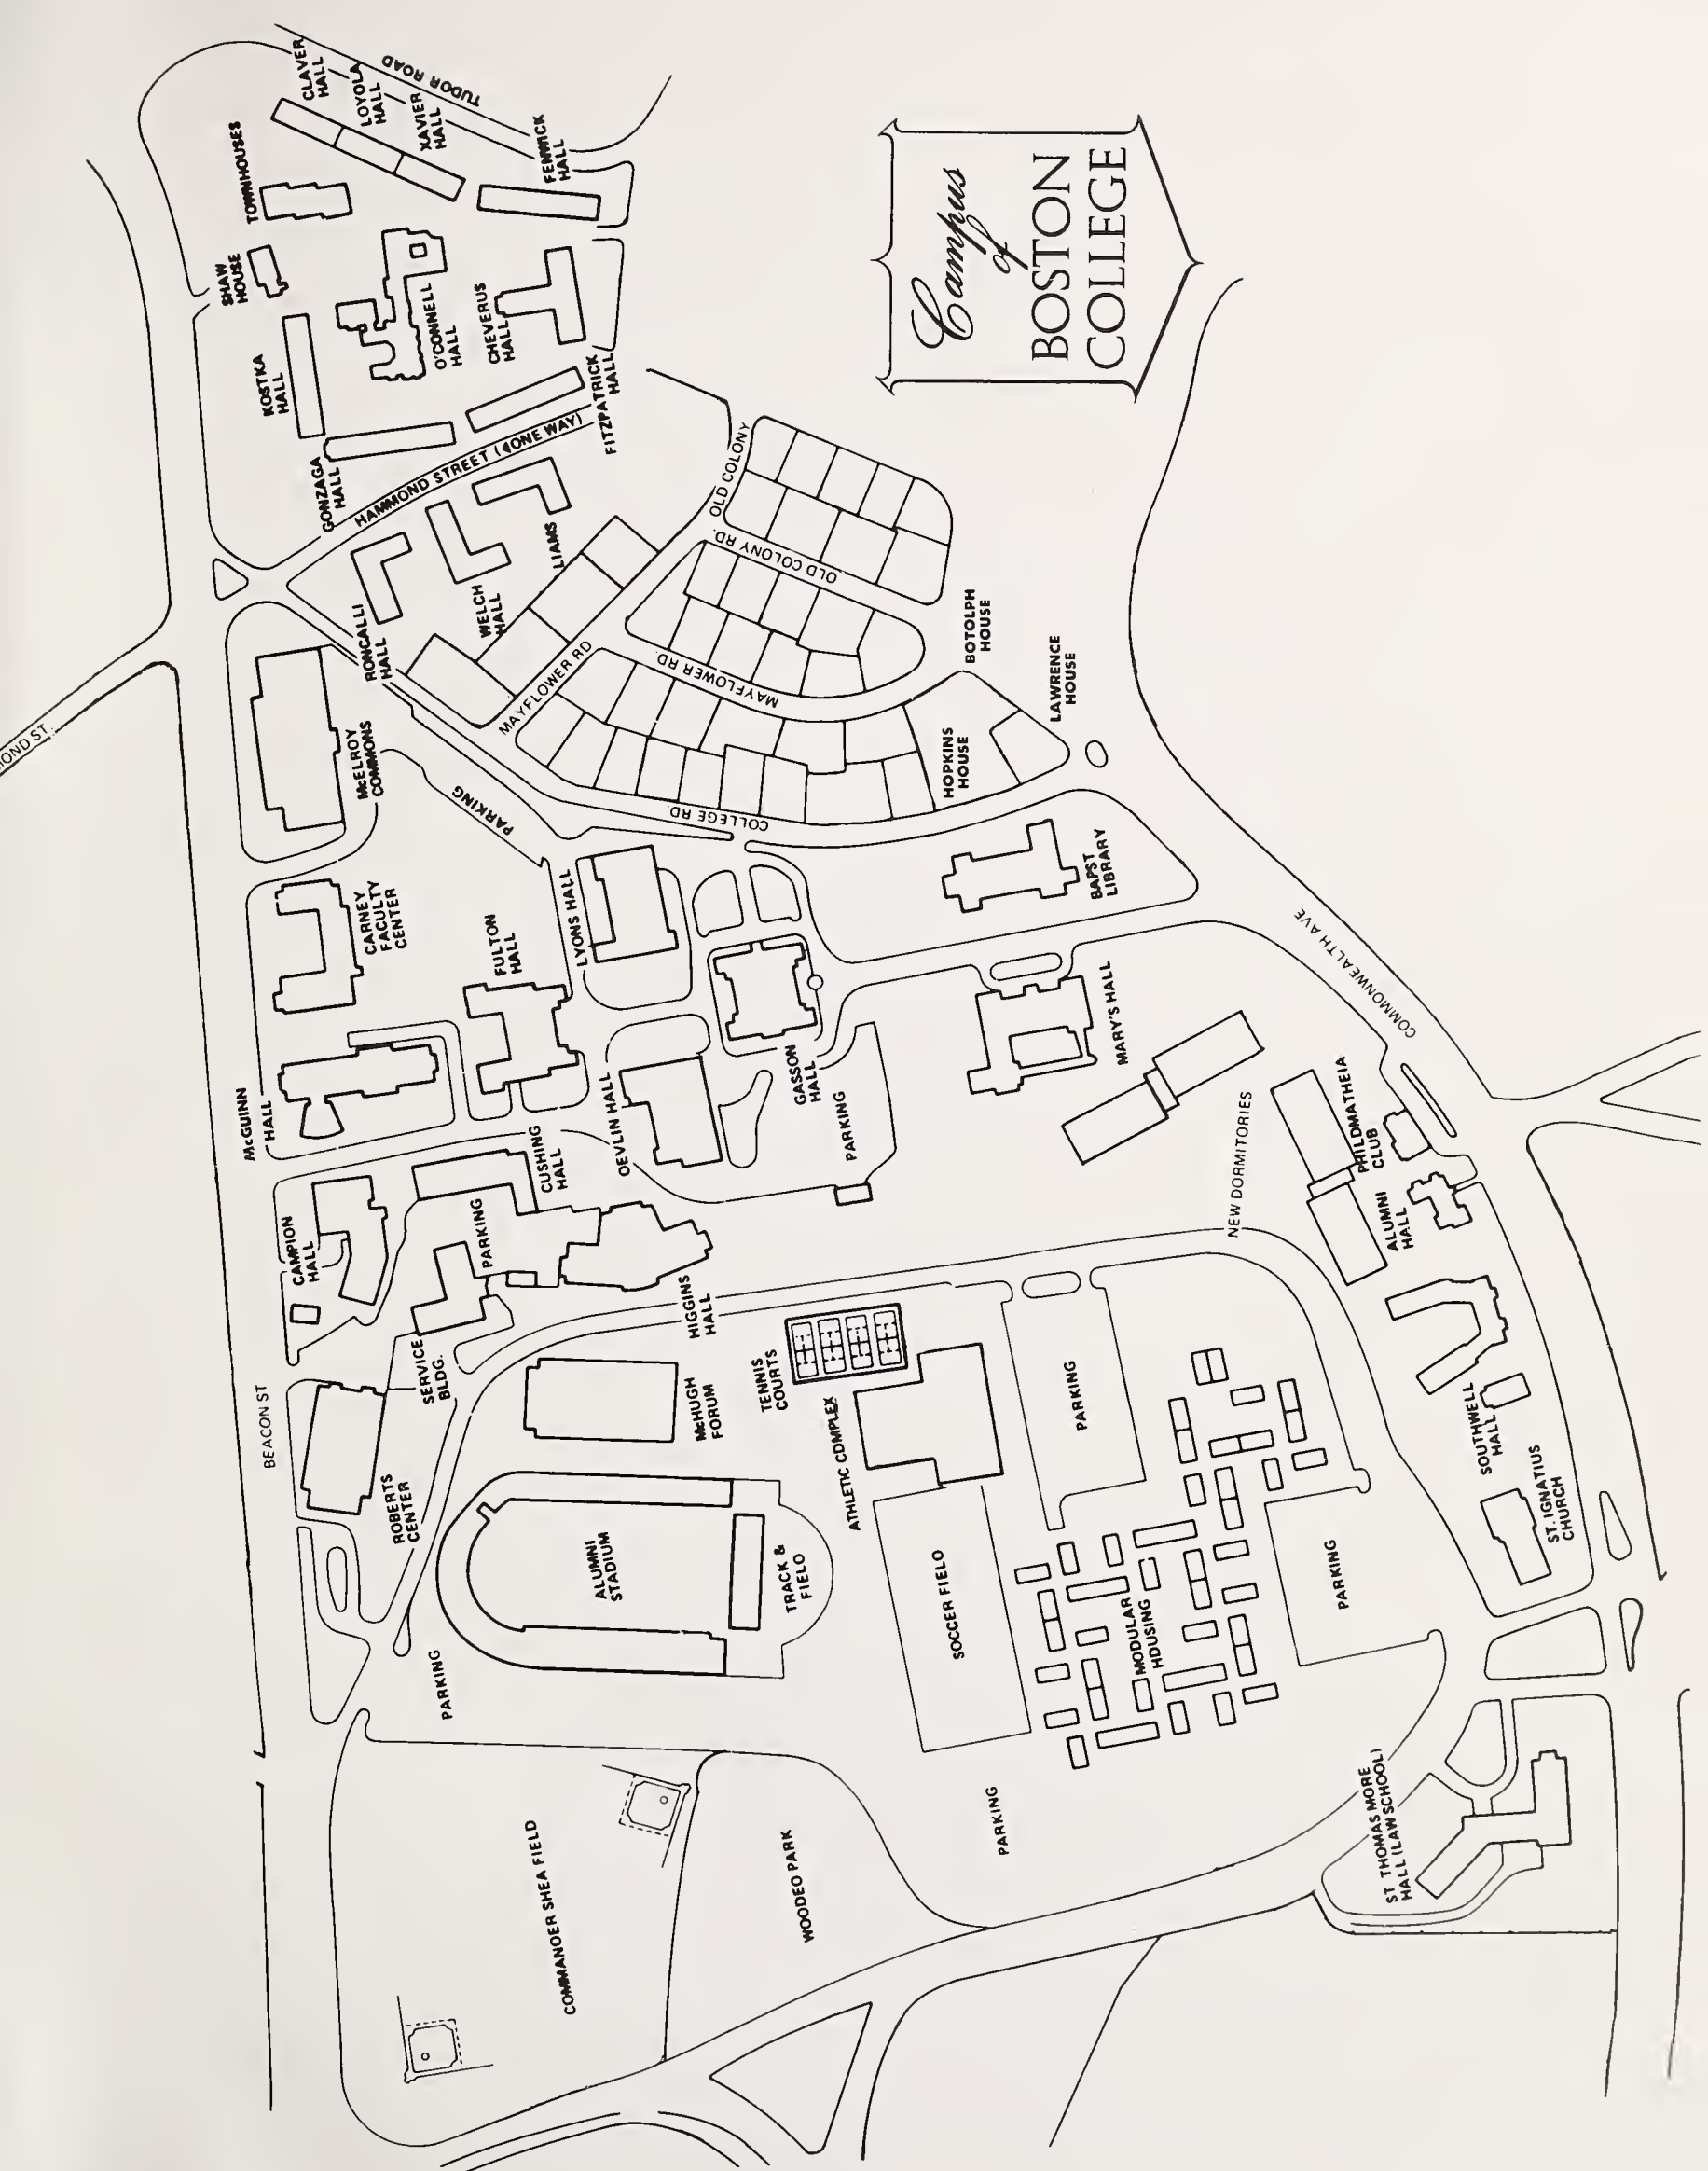 Campus
of
BOSTON
COLLEGE
CLAVER
HALL
LOYOLA
HALL
XAVIER
HALL
TUDOR ROAD
FENWICK
HALL
TOWNHOUSES
SHAW
HOUSE
O'CONNELL
HALL
CHEVERUS
HALL
KOSTKA
HALL
FITZPATRICK
HALL
GONZAGA
HALL
HAMMOND STREET (ONE WAY)
LIAMS
WELCH
HALL
RONCALLI
HALL
OLD COLONY
OLD COLONY RD.
MAYFLOWER RD
MAYFLOWER RD
BOTOLPH
HOUSE
LAWRENCE
HOUSE
HOPKINS
HOUSE
OND ST.
McELROY
COMMONS
PARKING
COLLEGE RD.
BAPST
LIBRARY
CARNEY
FACULTY
CENTER
FULTON
HALL
LYONS HALL
COMMONWEALTH AVE
McGUINN
HALL
GASSON
HALL
MARY'S HALL
DEVLIN HALL
PARKING
CUSHING
HALL
NEW DORMITORIES
PHILOMATHEIA
CLUB
ALUMNI
HALL
CAMPION
HALL
PARKING
HIGGINS
HALL
SERVICE
BLDG.
BEACON ST
TENNIS
COURTS
McHUGH
FORUM
ATHLETIC COMPLEX
PARKING
SOUTHWELL
HALL
ST. IGNATIUS
CHURCH
ROBERTS
CENTER
ALUMNI
STADIUM
TRACK &
FIELD
SOCCER FIELD
MODULAR
HOUSING
PARKING
PARKING
PARKING
ST THOMAS MORE
HALL (LAW SCHOOL)
COMMANDER SHEA FIELD
WOODED PARK